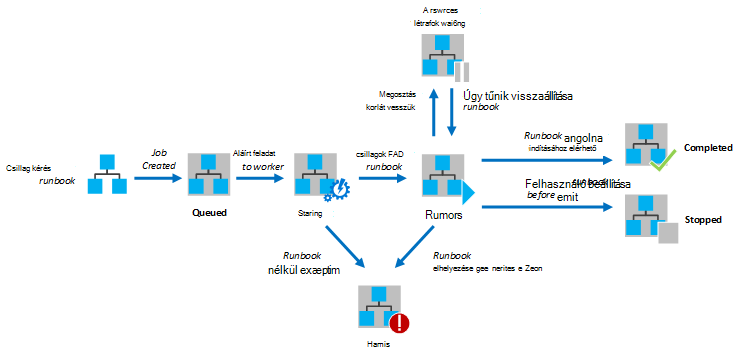 A rswrces
létrafok waiõng
Megosztás
korlát vesszük
Úgy tűnik visszaállítása
runbook
Csillag kérés
runbook
Job
Created
Queued
Aláírt feladat
to worker
Staring
csillagok FAD
runbook
Rumors
Runbook angolna
indításához elérhető
Completed
Felhasználó beállítása
before emit
Stopped
Runbook
nélkül exæptim
Runbook
elhelyezése gee nerites e Zeon
Hamis